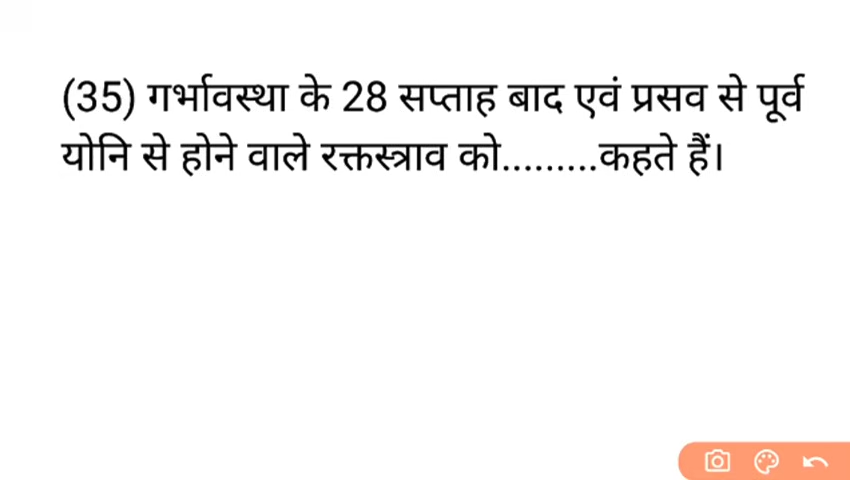 (35) गर्भावस्था के 28 सप्ताह बाद एवं प्रसव से पूर्व
योनि से होने वाले रक्तस्त्राव को.........कहते हैं।